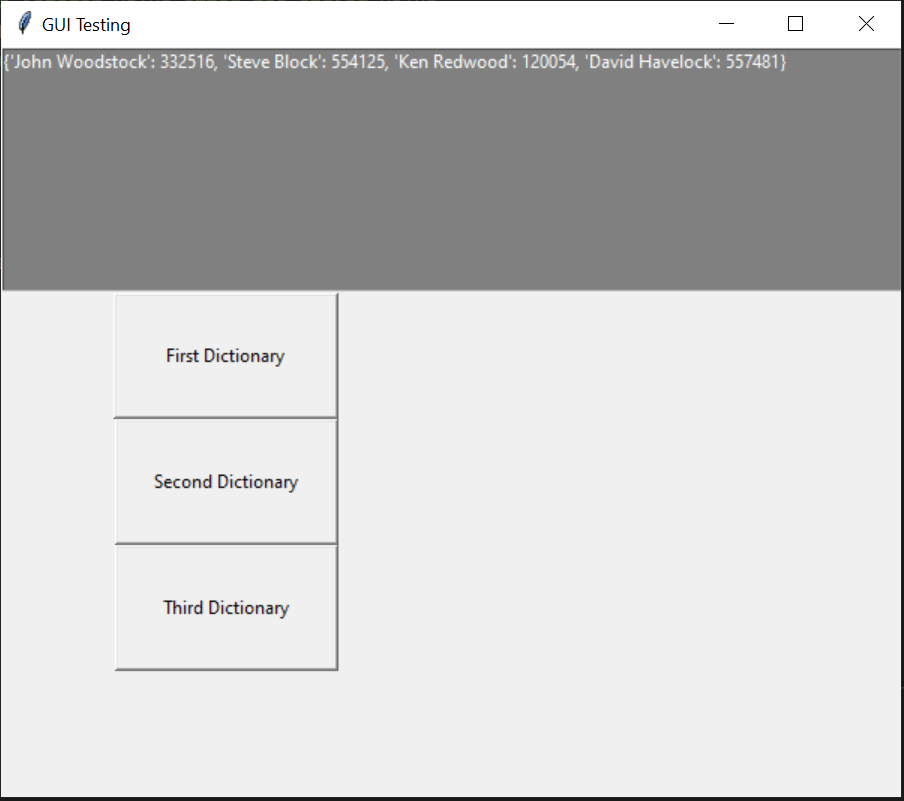 GUI Testing
{'John Woodstock': 332516, 'Steve Block': 554125, 'Ken Redwood': 120054, 'David Havelock': 557481}
First Dictionary
Second Dictionary
Third Dictionary